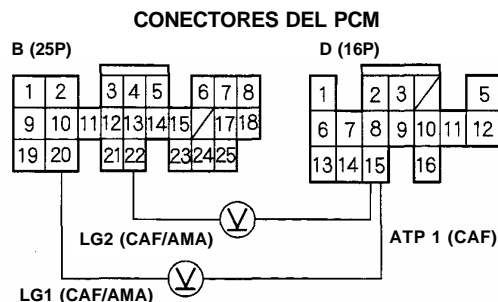 CONECTORES DEL PCM
B (25P)
D (16P)
1 2 3 4 5 6 7 8
9 10 11 12 13 14 15 17 18
19 20 21 22 23 24 25
1 2 3 5
6 7 8 9 10 11 12
13 14 15 16
LG2 (CAF/AMA)
ATP 1 (CAF)
LG1 (CAF/AMA)
V
V